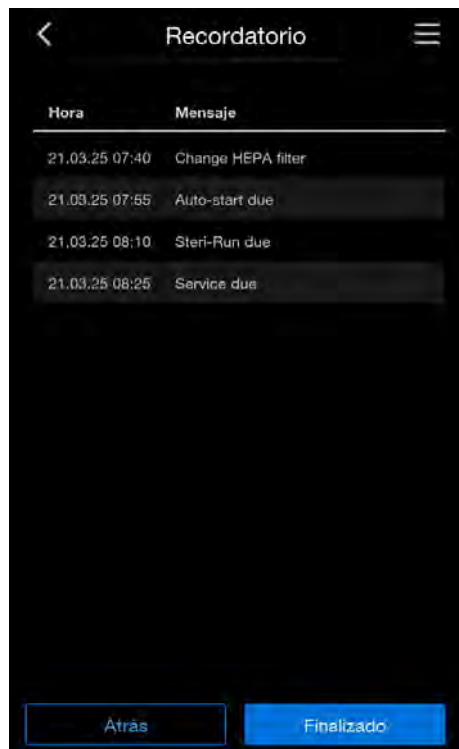 Recordatorio
Hora Mensaje
21.03.25 07:40 Change HEPA filter
21.03.25 07:55 Auto-start due
21.03.25 08:10 Steri-Run due
21.03.25 08:25 Service due
Atrás Finalizado